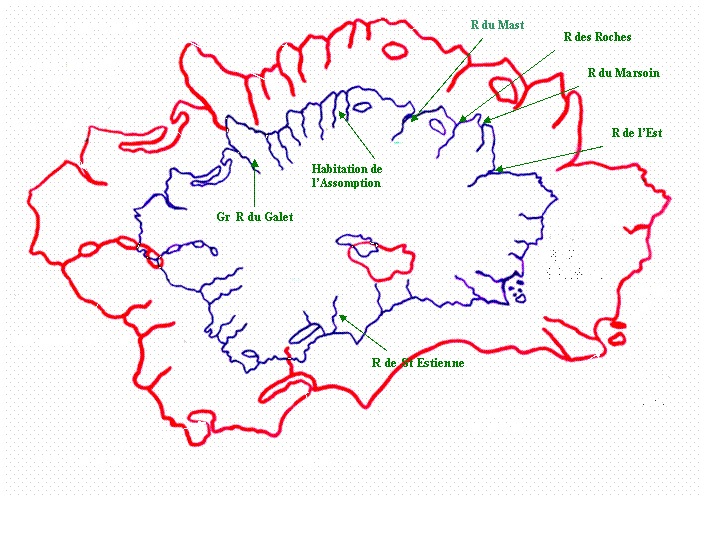 R du Mast
R des Roches
R du Marsoin
R de l'Est
Habitation de
l'Assomption
Gr R du Galet
R de St Estienne